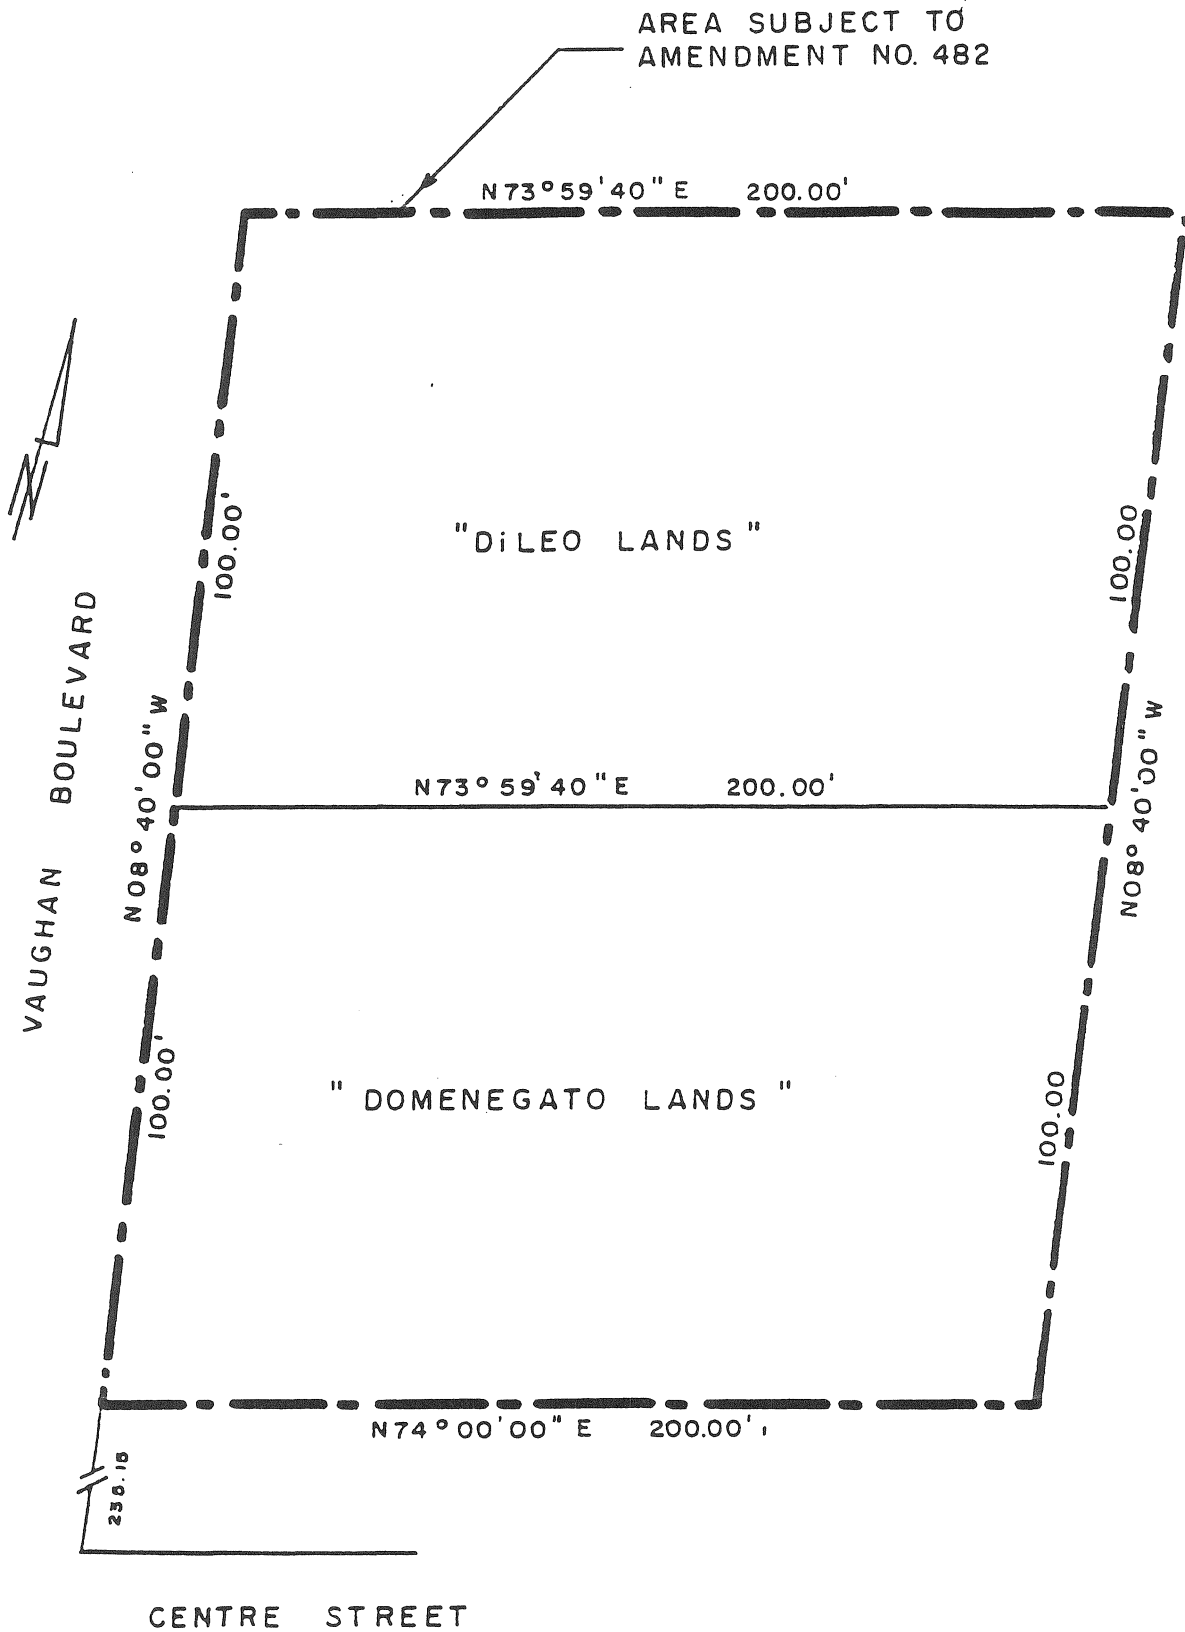 AREA SUBJECT TO
AMENDMENT NO. 482
N73°59'40"E 200.00'
N
100.00'
"DiLEO LANDS"
100.00
VAUGHAN BOULEVARD
N08°40'00"W
N73°59'40"E 200.00'
N08°40'00"W
100.00'
"DOMENEGATO LANDS"
100.00
N74°00'00"E 200.00'
CENTRE STREET